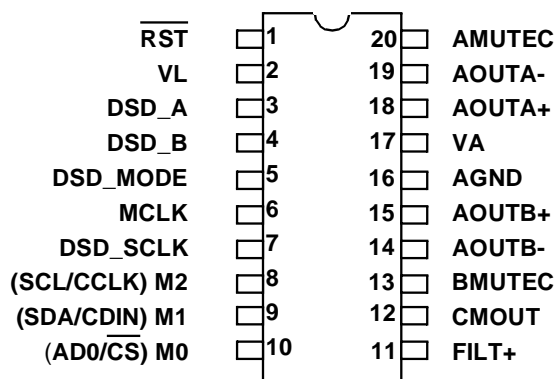 RST 1 20 AMUTEC
VL 2 19 AOUTA-
DSD_A 3 18 AOUTA+
DSD_B 4 17 VA
DSD_MODE 5 16 AGND
MCLK 6 15 AOUTB+
DSD_SCLK 7 14 AOUTB-
(SCL/CCLK) M2 8 13 BMUTEC
(SDA/CDIN) M1 9 12 CMOUT
(AD0/CS) M0 10 11 FILT+